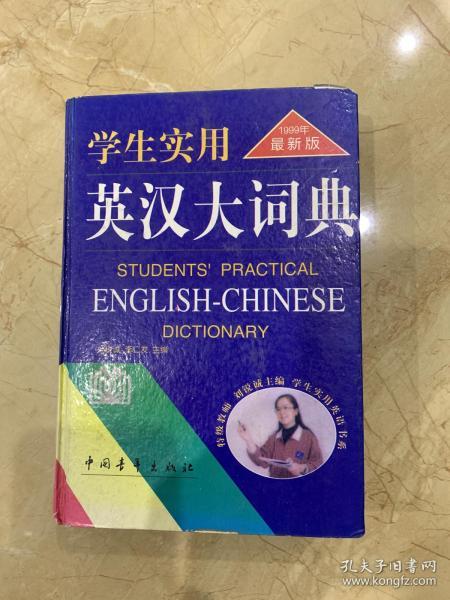 1999年
最新版
学生实用
英汉大词典
STUDENTS' PRACTICAL
ENGLISH-CHINESE
DICTIONARY
主编
特级教师 刘锐诚主编 学生实用英语书系
中国青年出版社
孔夫子旧书网
www.kongfz.com